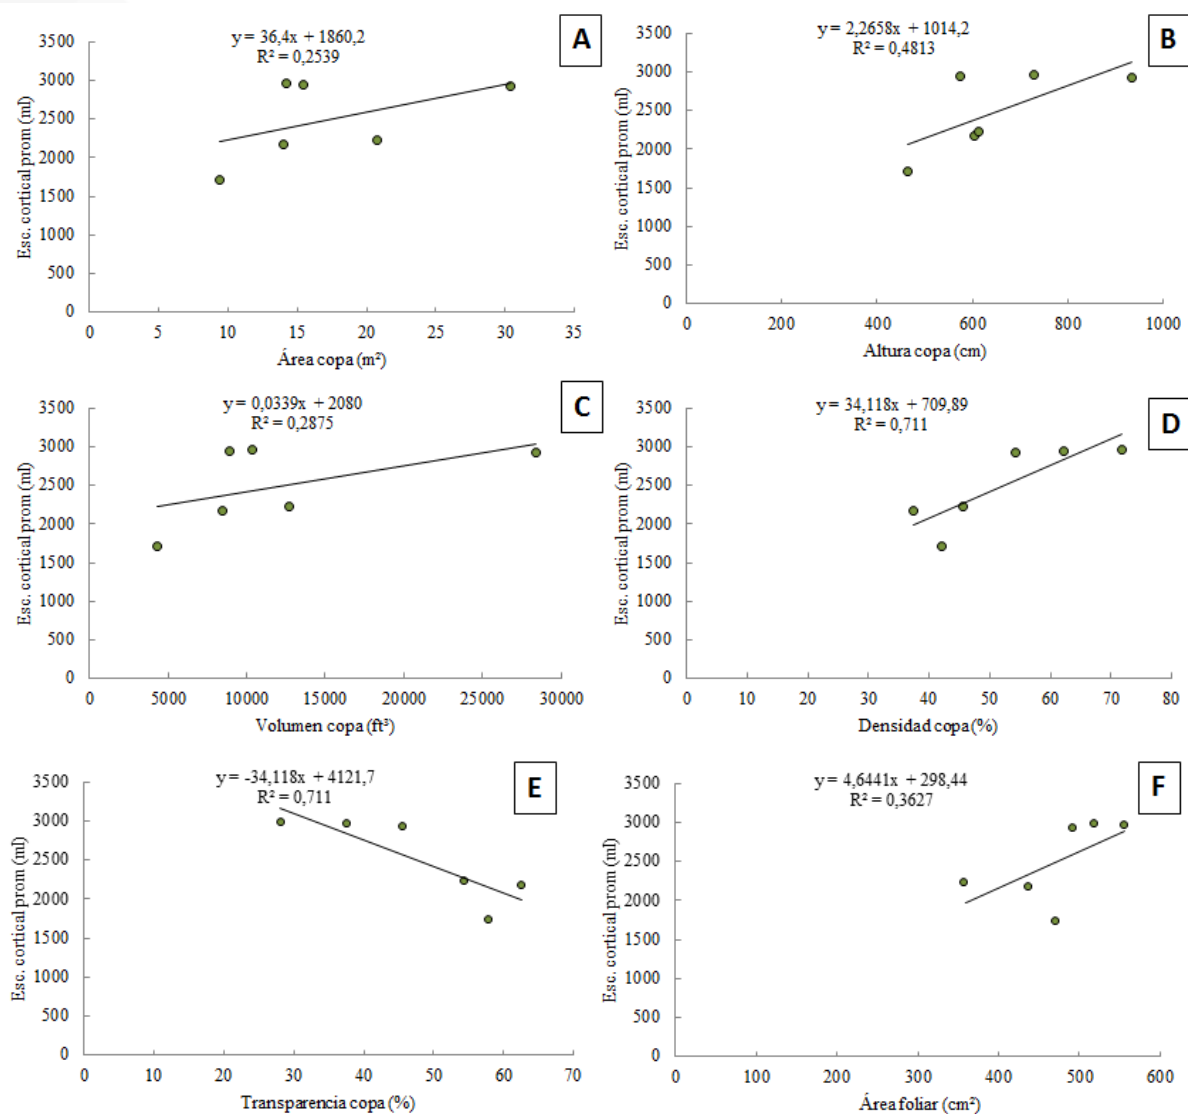 y = 36,4x + 1860,2
R² = 0,2539
A
3500
3000
2500
2000
1500
1000
500
0
Esc. cortical prom (ml)
0 5 10 15 20 25 30 35
Área copa (m²)
y = 2,2658x + 1014,2
R² = 0,4813
B
3500
3000
2500
2000
1500
1000
500
0
Esc. cortical prom (ml)
0 200 400 600 800 1000
Altura copa (cm)
y = 0,0339x + 2080
R² = 0,2875
C
3500
3000
2500
2000
1500
1000
500
0
Esc. cortical prom (ml)
0 5000 10000 15000 20000 25000 30000
Volumen copa (ft³)
y = 34,118x + 709,89
R² = 0,711
D
3500
3000
2500
2000
1500
1000
500
0
Esc. cortical prom (ml)
0 10 20 30 40 50 60 70 80
Densidad copa (%)
y = -34,118x + 4121,7
R² = 0,711
E
3500
3000
2500
2000
1500
1000
500
0
Esc. cortical prom (ml)
0 10 20 30 40 50 60 70
Transparencia copa (%)
y = 4,6441x + 298,44
R² = 0,3627
F
3500
3000
2500
2000
1500
1000
500
0
Esc. cortical prom (ml)
0 100 200 300 400 500 600
Área foliar (cm²)